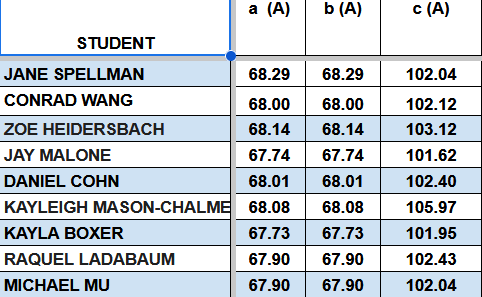 STUDENT a (A) b (A) c (A)
JANE SPELLMAN 68.29 68.29 102.04
CONRAD WANG 68.00 68.00 102.12
ZOE HEIDERSBACH 68.14 68.14 103.12
JAY MALONE 67.74 67.74 101.62
DANIEL COHN 68.01 68.01 102.40
KAYLEIGH MASON-CHALME 68.08 68.08 105.97
KAYLA BOXER 67.73 67.73 101.95
RAQUEL LADABAUM 67.90 67.90 102.43
MICHAEL MU 67.90 67.90 102.04